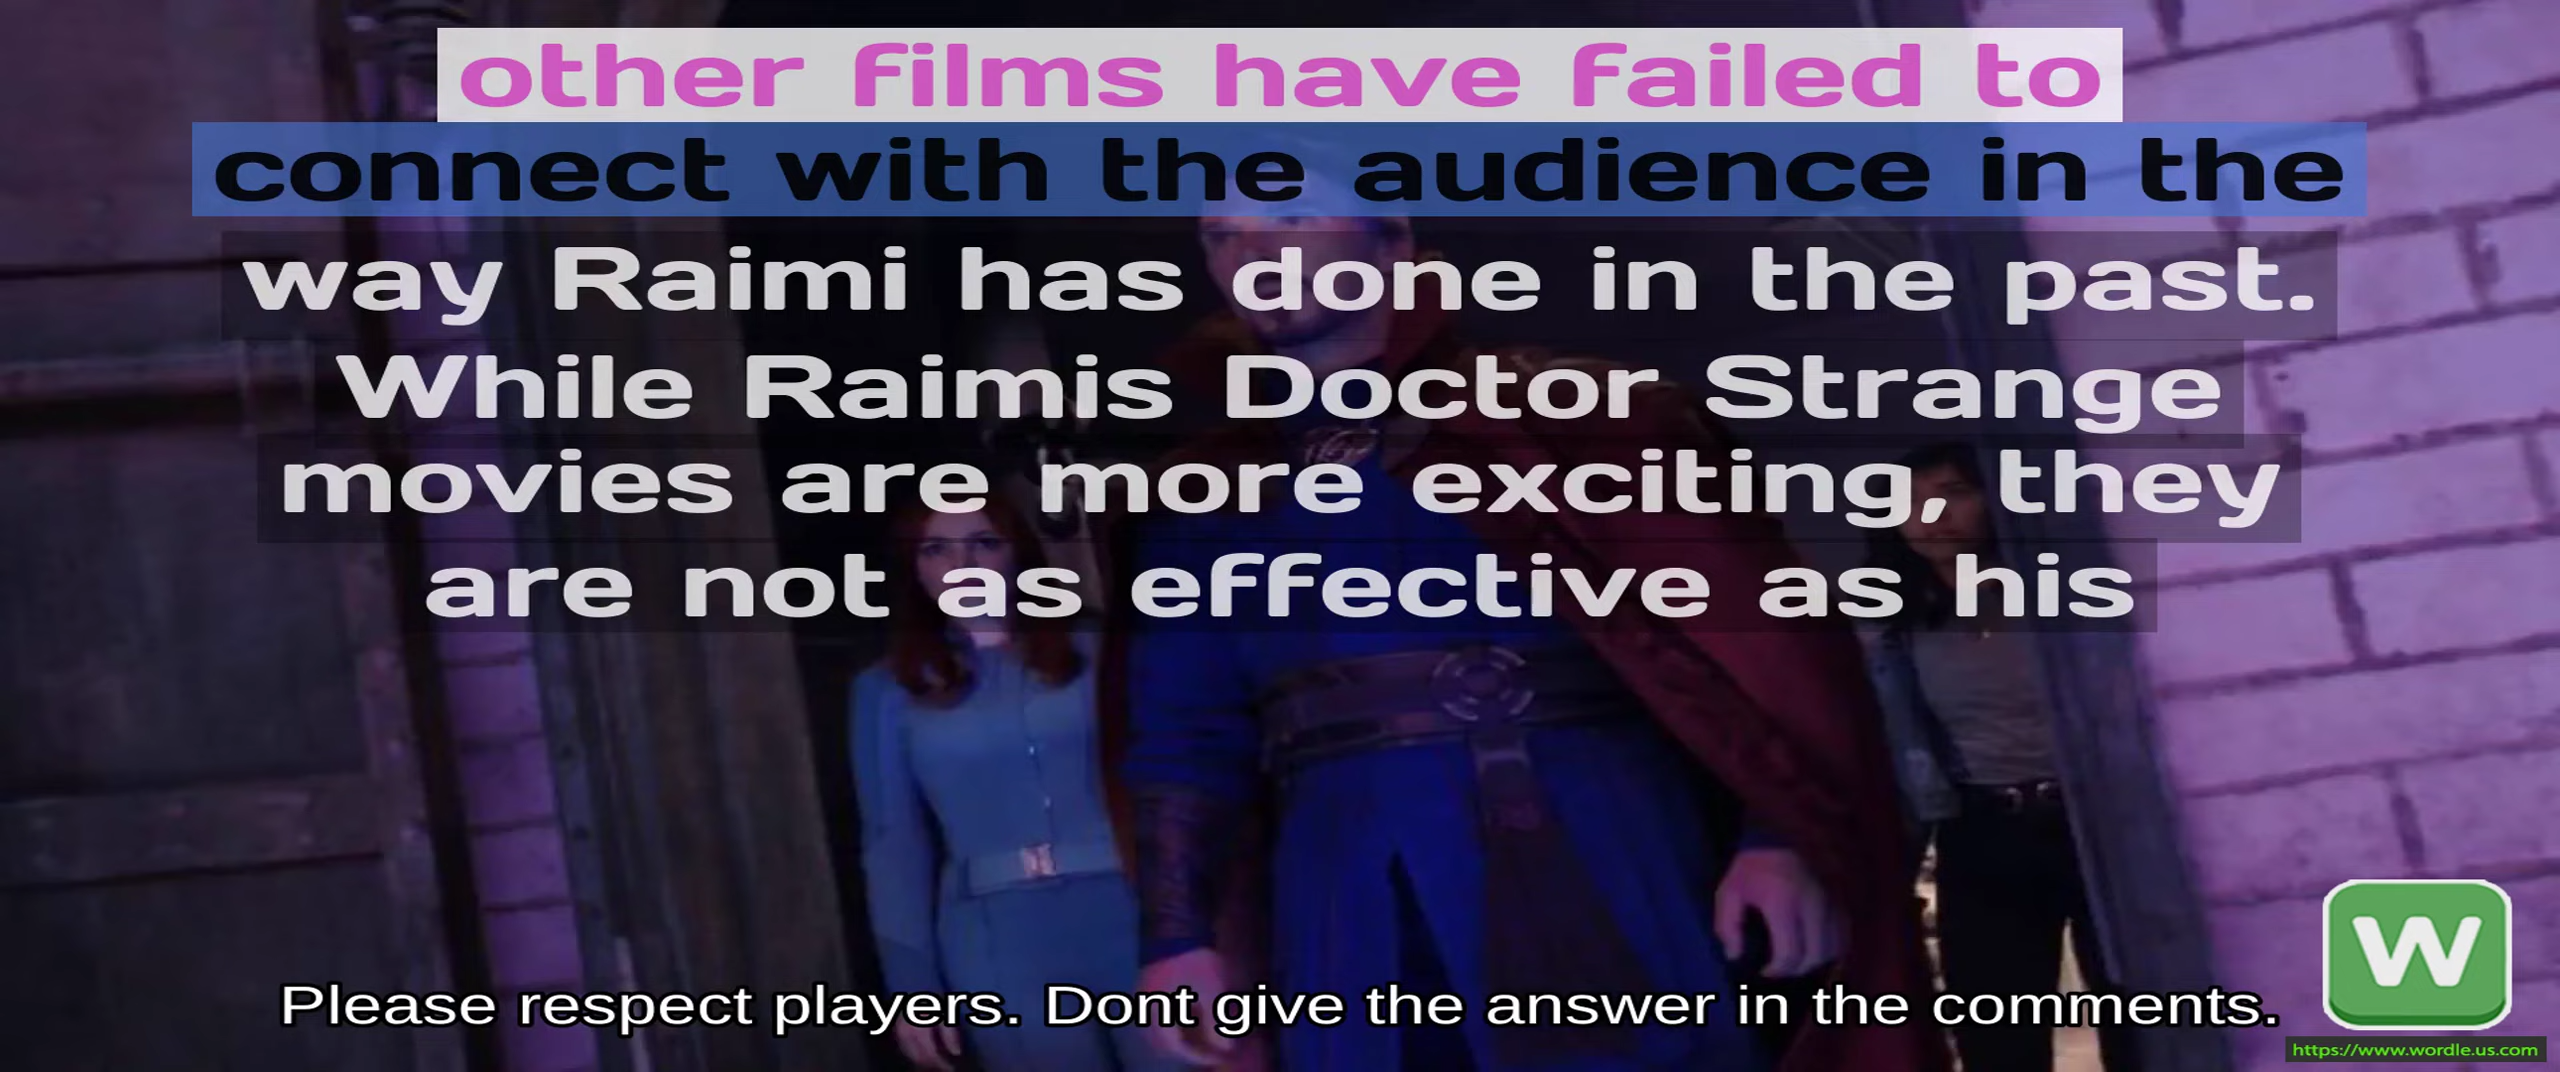 other films have failed to
connect with the audience in the
way Raimi has done in the past.
While Raimis Doctor Strange
movies are more exciting, they
are not as effective as his
Please respect players. Dont give the answer in the comments.
W
https://www.wordle.us.com